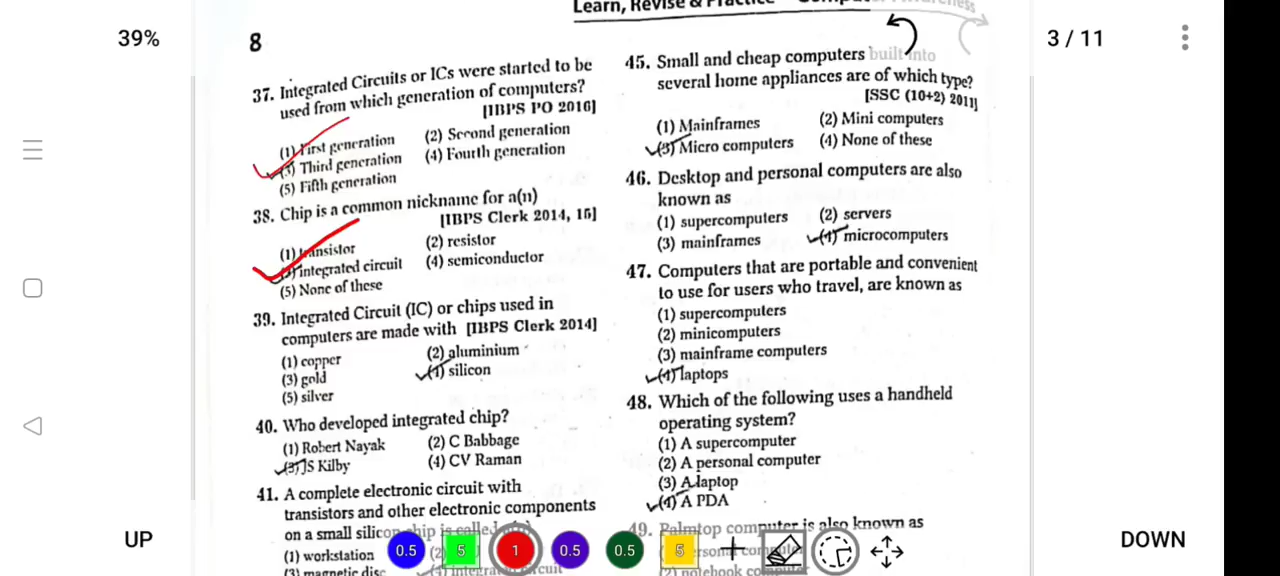 39%
3 / 11
Learn, Revise & Practice
8
37. Integrated Circuits or ICs were started to be
used from which generation of computers?
[IBPS PO 2016]
(1) First generation (2) Second generation
(3) Third generation (4) Fourth generation
(5) Fifth generation
38. Chip is a common nickname for a(n)
[IBPS Clerk 2014, 15]
(1) transistor (2) resistor
(3) integrated circuit (4) semiconductor
(5) None of these
39. Integrated Circuit (IC) or chips used in
computers are made with [IBPS Clerk 2014]
(1) copper (2) aluminium
(3) gold (4) silicon
(5) silver
40. Who developed integrated chip?
(1) Robert Nayak (2) C Babbage
(3) JS Kilby (4) CV Raman
41. A complete electronic circuit with
transistors and other electronic components
on a small silicon chip is called
(1) workstation (2)
(3) magnetic disc (4) integrated circuit
45. Small and cheap computers built into
several home appliances are of which type?
[SSC (10+2) 2011]
(1) Mainframes (2) Mini computers
(3) Micro computers (4) None of these
46. Desktop and personal computers are also
known as
(1) supercomputers (2) servers
(3) mainframes (4) microcomputers
47. Computers that are portable and convenient
to use for users who travel, are known as
(1) supercomputers
(2) minicomputers
(3) mainframe computers
(4) laptops
48. Which of the following uses a handheld
operating system?
(1) A supercomputer
(2) A personal computer
(3) A laptop
(4) A PDA
49. Palmtop computer is also known as
personal computer
(2) notebook computer
UP
DOWN
0.5 5 1 0.5 0.5 5